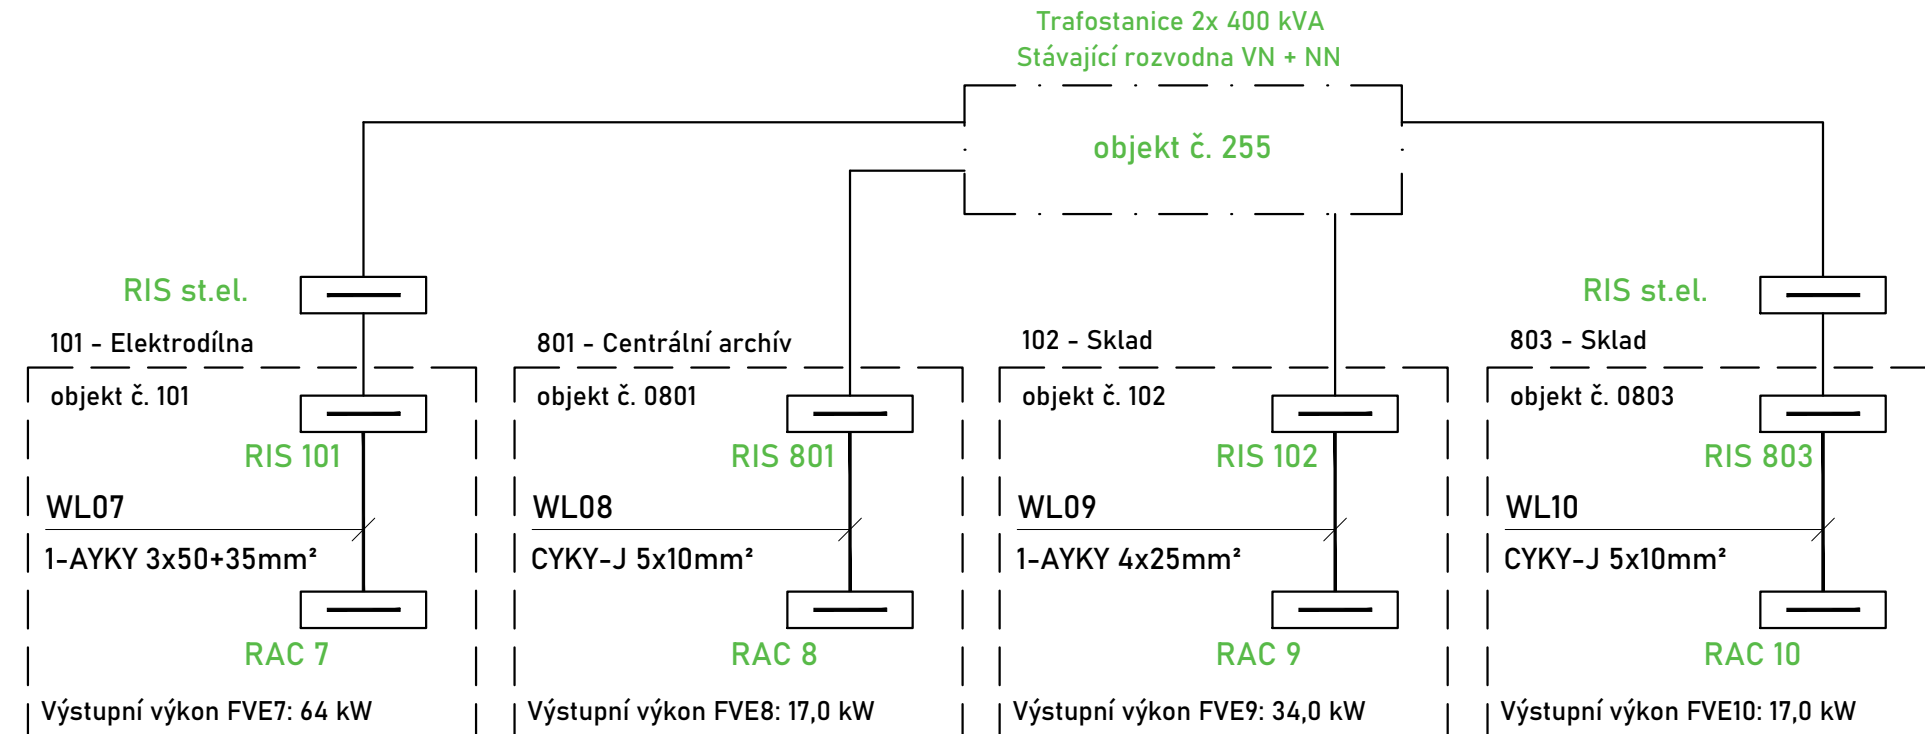 Trafostanice 2x 400 kVA
Stávající rozvodna VN + NN
objekt č. 255
RIS st.el.
RIS st.el.
101 - Elektrodílna
801 - Centrální archív
102 - Sklad
803 - Sklad
objekt č. 101
objekt č. 0801
objekt č. 102
objekt č. 0803
RIS 101
RIS 801
RIS 102
RIS 803
WL07
WL08
WL09
WL10
1-AYKY 3x50+35mm²
CYKY-J 5x10mm²
1-AYKY 4x25mm²
CYKY-J 5x10mm²
RAC 7
RAC 8
RAC 9
RAC 10
Výstupní výkon FVE7: 64 kW
Výstupní výkon FVE8: 17,0 kW
Výstupní výkon FVE9: 34,0 kW
Výstupní výkon FVE10: 17,0 kW